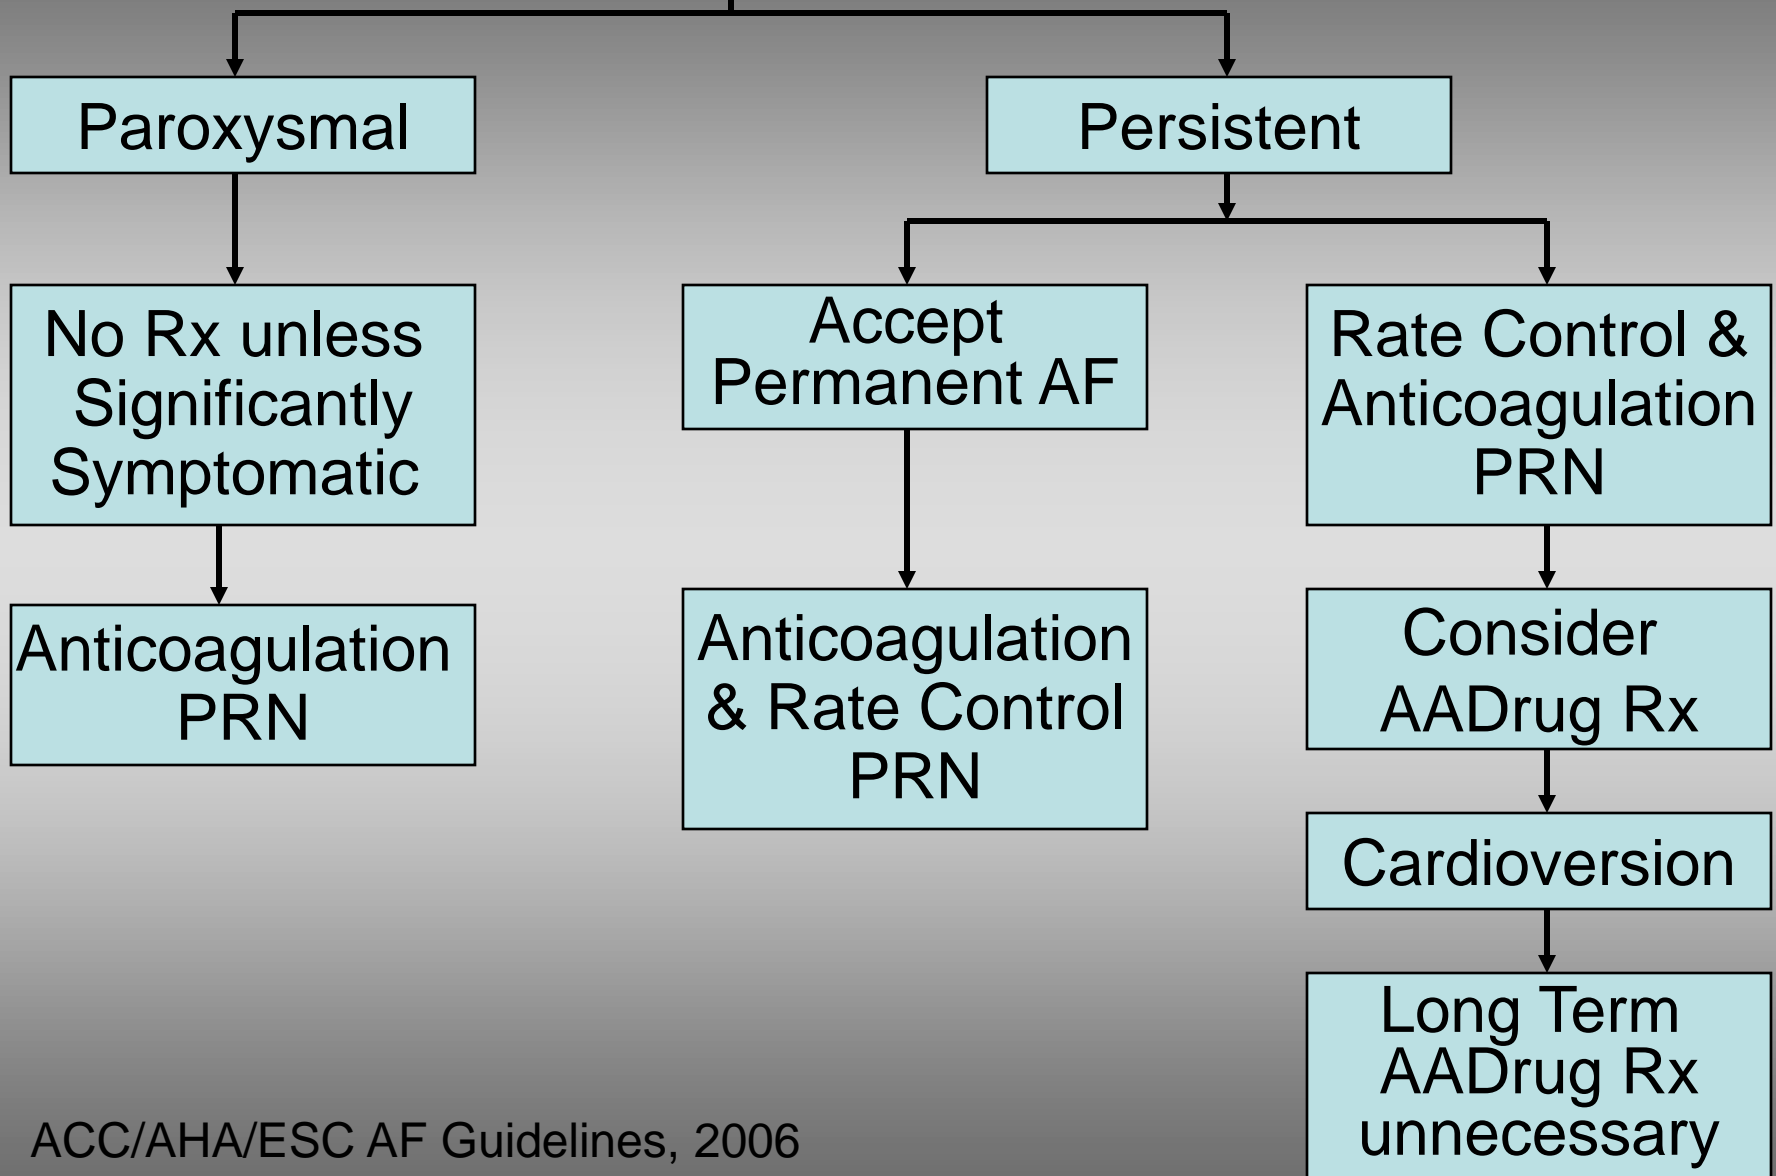 Paroxysmal
Persistent
No Rx unless
Significantly
Symptomatic
Accept
Permanent AF
Rate Control &
Anticoagulation
PRN
Anticoagulation
PRN
Anticoagulation
& Rate Control
PRN
Consider
AADrug Rx
Cardioversion
Long Term
AADrug Rx
unnecessary
ACC/AHA/ESC AF Guidelines, 2006